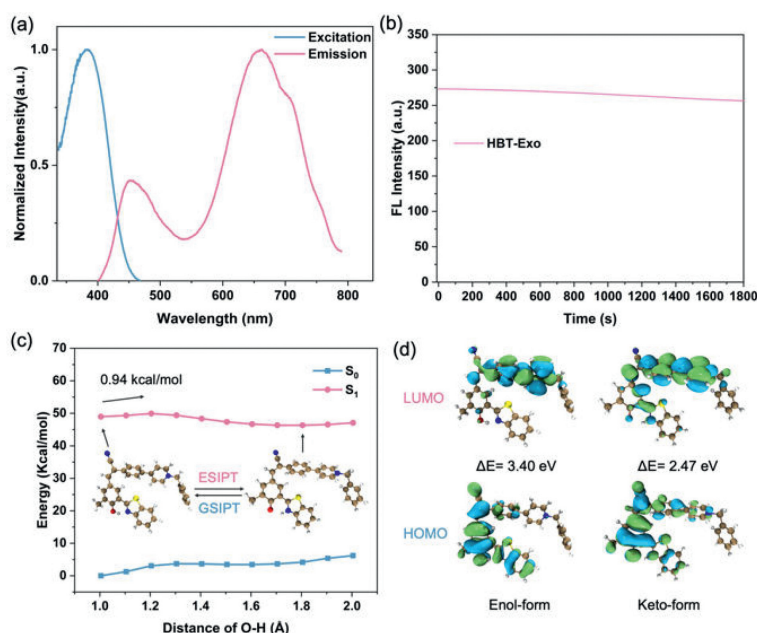 (a)
Excitation
Emission
1.0
0.5
0.0
Normalized Intensity(a.u.)
400 500 600 700 800
Wavelength (nm)
(b)
350
300
250
200
150
100
50
0
FL Intensity (a.u.)
HBT-Exo
0 200 400 600 800 1000 1200 1400 1600 1800
Time (s)
(c)
70
60
50
40
30
20
10
0
Energy (Kcal/mol)
0.94 kcal/mol
S0
S1
ESIPT
GSIPT
1.0 1.2 1.4 1.6 1.8 2.0
Distance of O-H (Å)
(d)
LUMO
ΔE= 3.40 eV ΔE= 2.47 eV
HOMO
Enol-form Keto-form